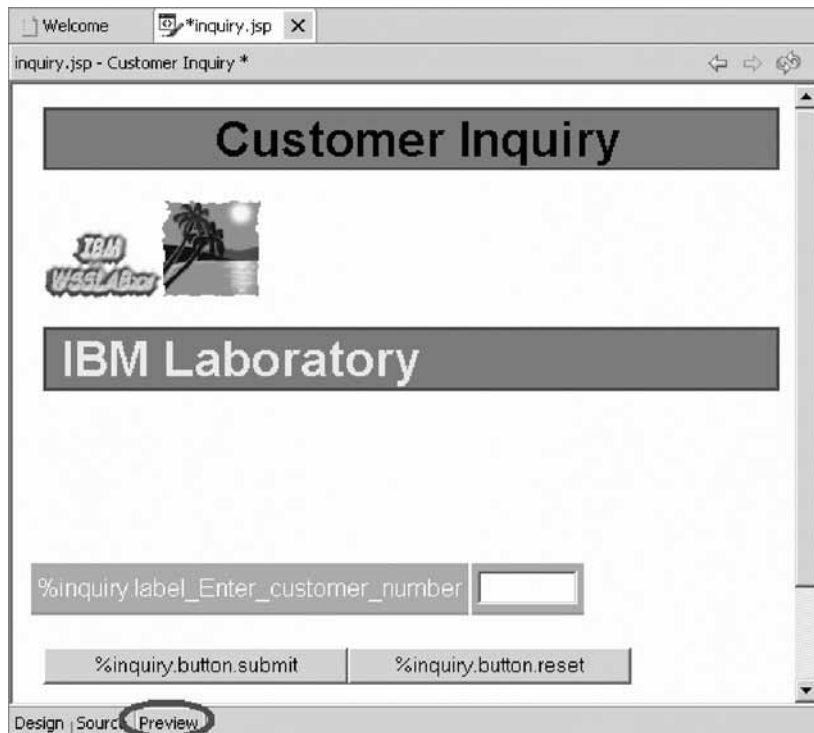 Welcome
*inquiry.jsp X
inquiry.jsp - Customer Inquiry *
Customer Inquiry
IBM
WSSLABxx
IBM Laboratory
%inquiry.label_Enter_customer_number
%inquiry.button.submit %inquiry.button.reset
Design Source Preview